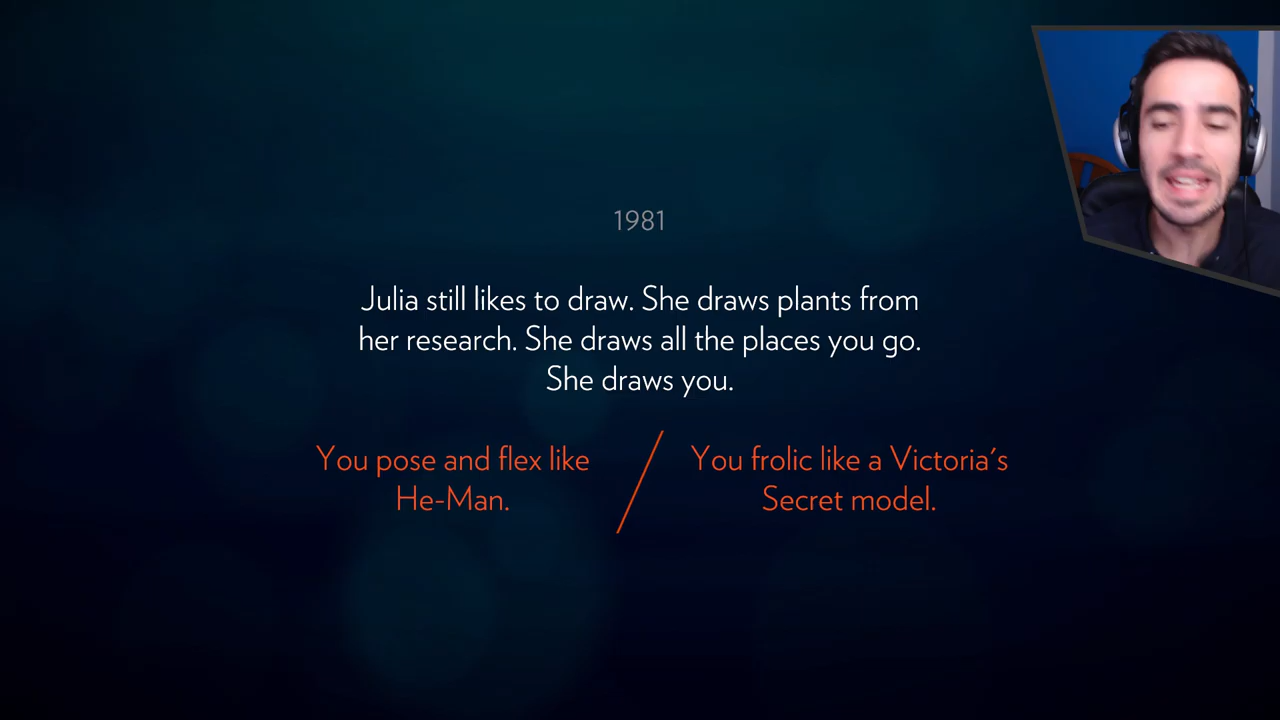 1981
Julia still likes to draw. She draws plants from
her research. She draws all the places you go.
She draws you.
You pose and flex like
He-Man.
You frolic like a Victoria's
Secret model.